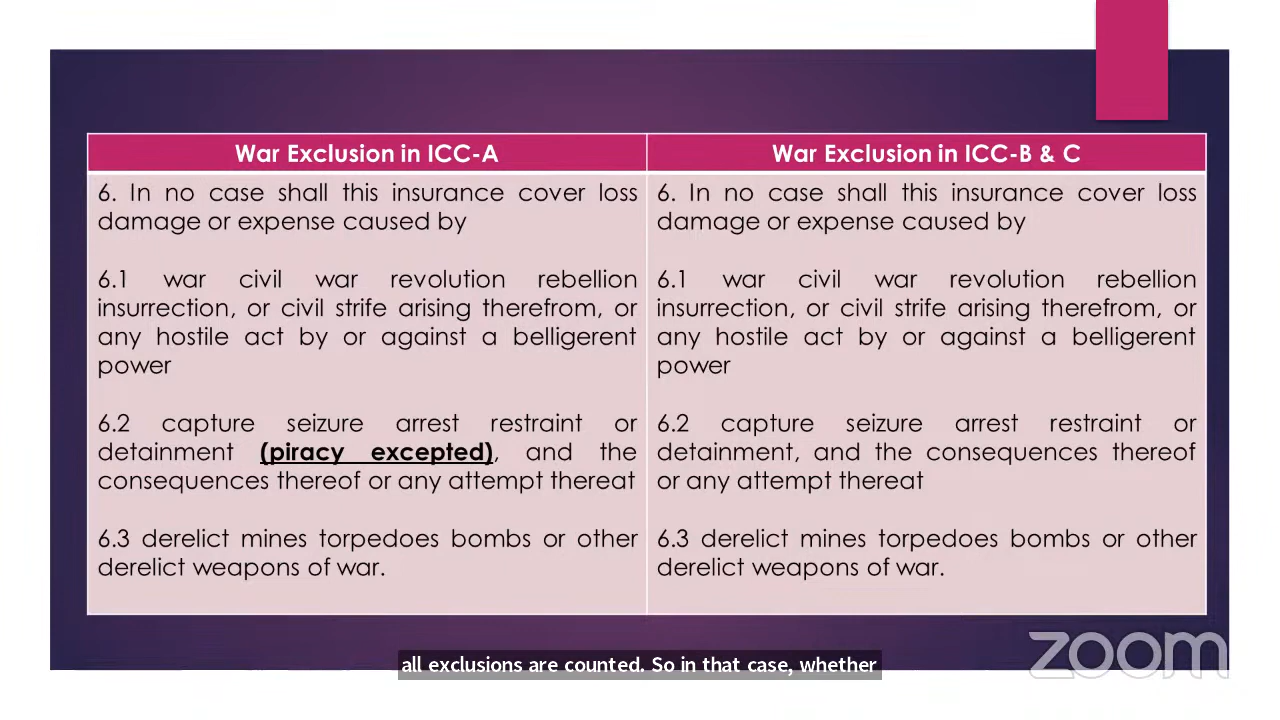 War Exclusion in ICC-A
6. In no case shall this insurance cover loss
damage or expense caused by
6.1 war civil war revolution rebellion
insurrection, or civil strife arising therefrom, or
any hostile act by or against a belligerent
power
6.2 capture seizure arrest restraint or
detainment (piracy excepted), and the
consequences thereof or any attempt thereat
6.3 derelict mines torpedoes bombs or other
derelict weapons of war.
War Exclusion in ICC-B & C
6. In no case shall this insurance cover loss
damage or expense caused by
6.1 war civil war revolution rebellion
insurrection, or civil strife arising therefrom, or
any hostile act by or against a belligerent
power
6.2 capture seizure arrest restraint or
detainment, and the consequences thereof
or any attempt thereat
6.3 derelict mines torpedoes bombs or other
derelict weapons of war.
all exclusions are counted. So in that case, whether
zoom